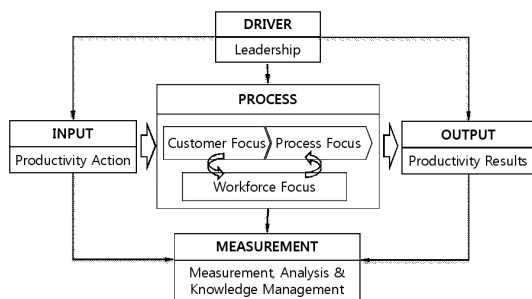 DRIVER
Leadership
PROCESS
INPUT
Productivity Action
Customer Focus
Process Focus
Workforce Focus
OUTPUT
Productivity Results
MEASUREMENT
Measurement, Analysis &
Knowledge Management